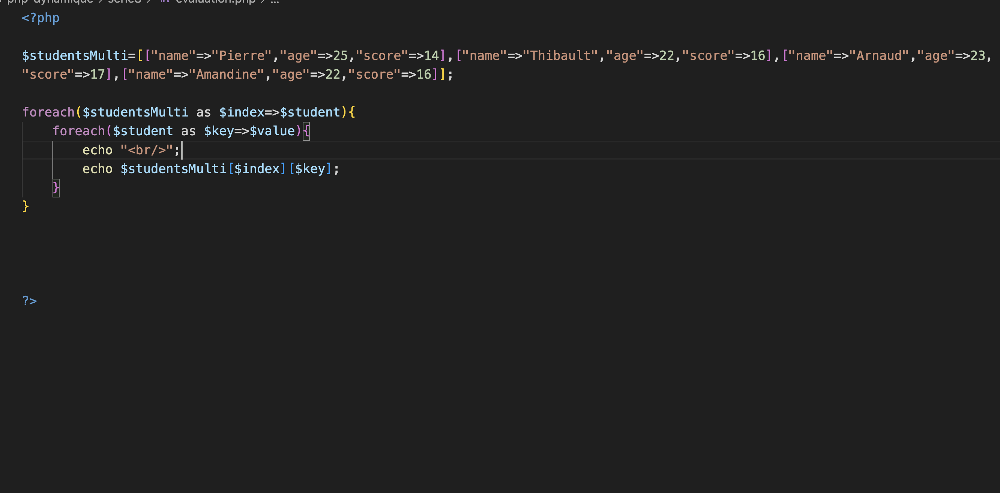 php-dynamique > serie3 > evaluation.php > ...
<?php
$studentsMulti=[["name"=>"Pierre","age"=>25,"score"=>14],["name"=>"Thibault","age"=>22,"score"=>16],["name"=>"Arnaud","age"=>23,
"score"=>17],["name"=>"Amandine","age"=>22,"score"=>16]];
foreach($studentsMulti as $index=>$student){
foreach($student as $key=>$value){
echo "<br/>";
echo $studentsMulti[$index][$key];
}
}
?>